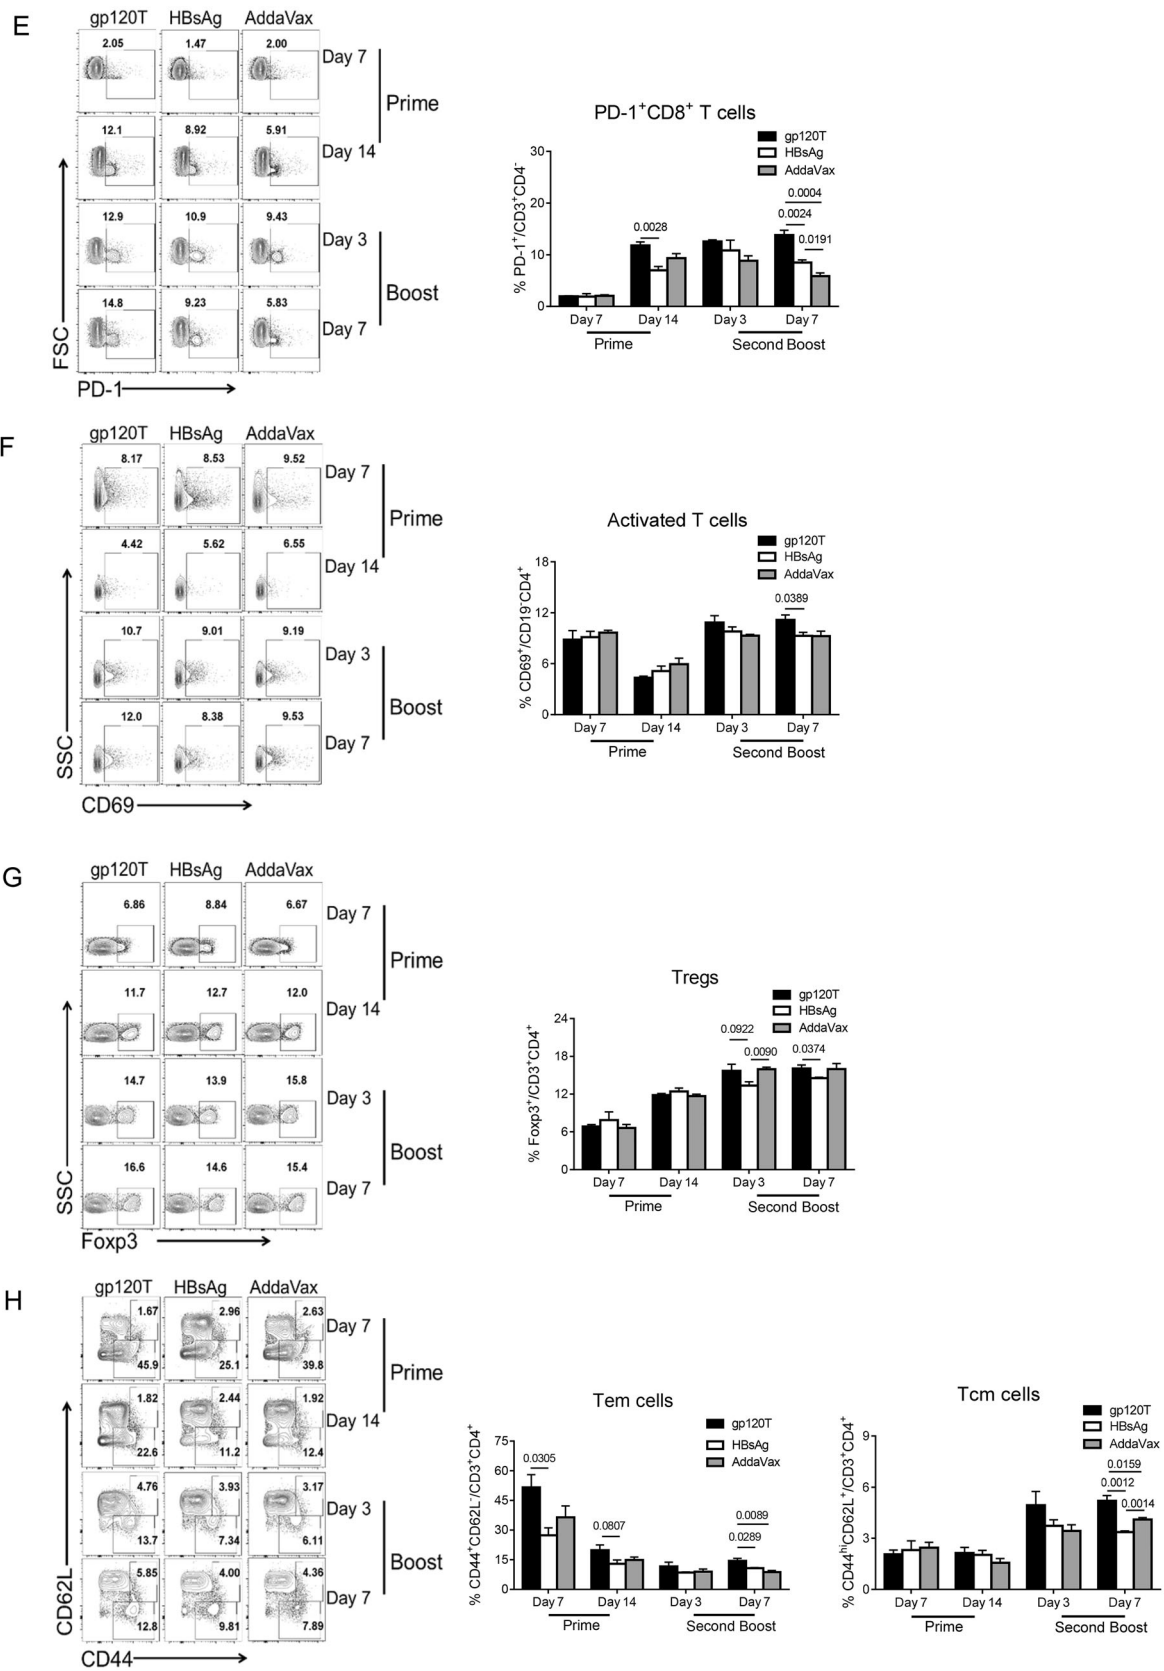 E
gp120T HBsAg AddaVax
2.05 1.47 2.00
Day 7
Prime
12.1 8.92 5.91
Day 14
12.9 10.9 9.43
Day 3
Boost
14.8 9.23 5.83
Day 7
FSC
PD-1
PD-1⁺CD8⁺ T cells
gp120T
HBsAg
AddaVax
% PD-1⁺/CD3⁺CD4⁻
30
20
10
0
0.0028
0.0004
0.0024
0.0191
Day 7 Day 14 Day 3 Day 7
Prime Second Boost
F
gp120T HBsAg AddaVax
8.17 8.53 9.52
Day 7
Prime
4.42 5.62 6.55
Day 14
10.7 9.01 9.19
Day 3
Boost
12.0 8.38 9.53
Day 7
SSC
CD69
Activated T cells
gp120T
HBsAg
AddaVax
% CD69⁺/CD19⁻CD4⁺
18
12
6
0
0.0389
Day 7 Day 14 Day 3 Day 7
Prime Second Boost
G
gp120T HBsAg AddaVax
6.86 8.84 6.67
Day 7
Prime
11.7 12.7 12.0
Day 14
14.7 13.9 15.8
Day 3
Boost
16.6 14.6 15.4
Day 7
SSC
Foxp3
Tregs
gp120T
HBsAg
AddaVax
% Foxp3⁺/CD3⁺CD4⁺
24
18
12
6
0
0.0922
0.0090
0.0374
Day 7 Day 14 Day 3 Day 7
Prime Second Boost
H
gp120T HBsAg AddaVax
1.67 2.96 2.63
Day 7
45.9 25.1 39.8
Prime
1.82 2.44 1.92
Day 14
22.6 11.2 12.4
4.76 3.93 3.17
Day 3
13.7 7.34 6.11
Boost
5.85 4.00 4.36
Day 7
12.8 9.81 7.89
CD62L
CD44
Tem cells
gp120T
HBsAg
AddaVax
% CD44⁺CD62L⁻/CD3⁺CD4⁺
75
60
45
30
15
0
0.0305
0.0807
0.0089
0.0289
Day 7 Day 14 Day 3 Day 7
Prime Second Boost
Tcm cells
gp120T
HBsAg
AddaVax
% CD44ʰⁱCD62L⁺/CD3⁺CD4⁺
9
6
3
0
0.0159
0.0012
0.0014
Day 7 Day 14 Day 3 Day 7
Prime Second Boost